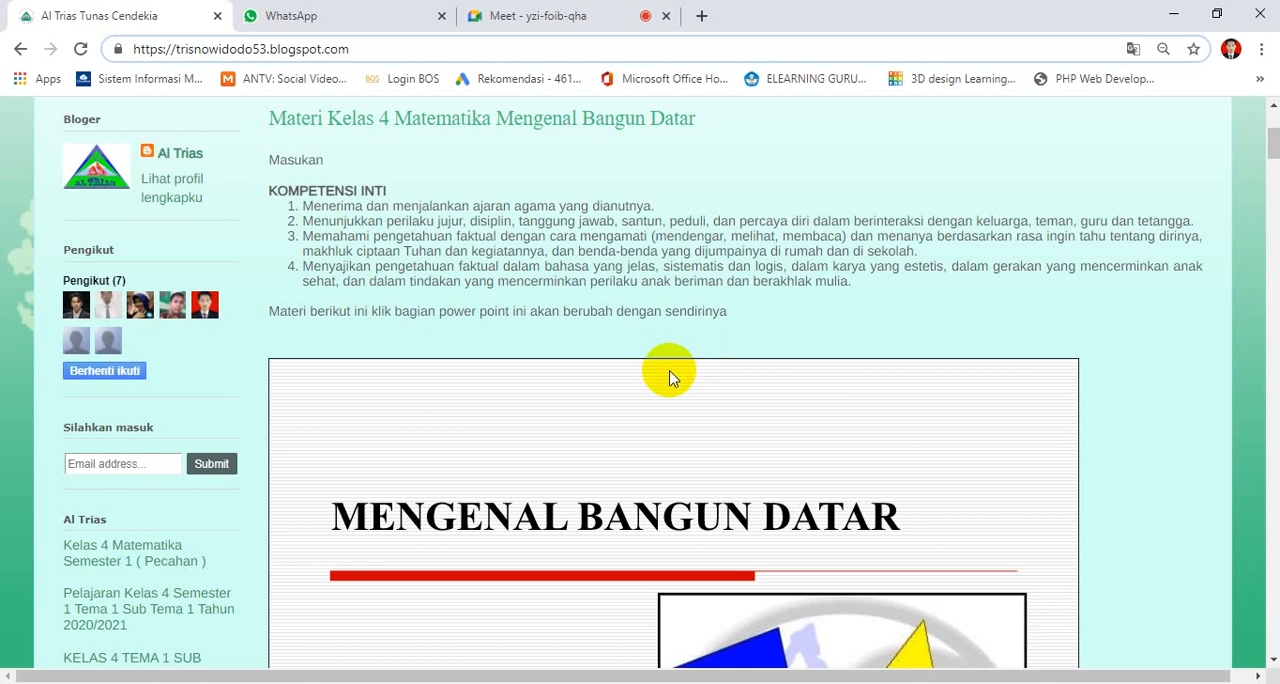 Al Trias Tunas Cendekia
WhatsApp
Meet - yzi-foib-qha
https://trisnowidodo53.blogspot.com
Apps
Sistem Informasi M...
ANTV: Social Video...
Login BOS
Rekomendasi - 461...
Microsoft Office Ho...
ELEARNING GURU...
3D design Learning...
PHP Web Develop...
»
Bloger
Al Trias
Lihat profil
lengkapku
Pengikut
Pengikut (7)
Berhenti ikuti
Silahkan masuk
Email address...
Submit
Al Trias
Kelas 4 Matematika
Semester 1 ( Pecahan )
Pelajaran Kelas 4 Semester
1 Tema 1 Sub Tema 1 Tahun
2020/2021
KELAS 4 TEMA 1 SUB
Materi Kelas 4 Matematika Mengenal Bangun Datar
Masukan
KOMPETENSI INTI
1. Menerima dan menjalankan ajaran agama yang dianutnya.
2. Menunjukkan perilaku jujur, disiplin, tanggung jawab, santun, peduli, dan percaya diri dalam berinteraksi dengan keluarga, teman, guru dan tetangga.
3. Memahami pengetahuan faktual dengan cara mengamati (mendengar, melihat, membaca) dan menanya berdasarkan rasa ingin tahu tentang dirinya,
makhluk ciptaan Tuhan dan kegiatannya, dan benda-benda yang dijumpainya di rumah dan di sekolah.
4. Menyajikan pengetahuan faktual dalam bahasa yang jelas, sistematis dan logis, dalam karya yang estetis, dalam gerakan yang mencerminkan anak
sehat, dan dalam tindakan yang mencerminkan perilaku anak beriman dan berakhlak mulia.
Materi berikut ini klik bagian power point ini akan berubah dengan sendirinya
MENGENAL BANGUN DATAR